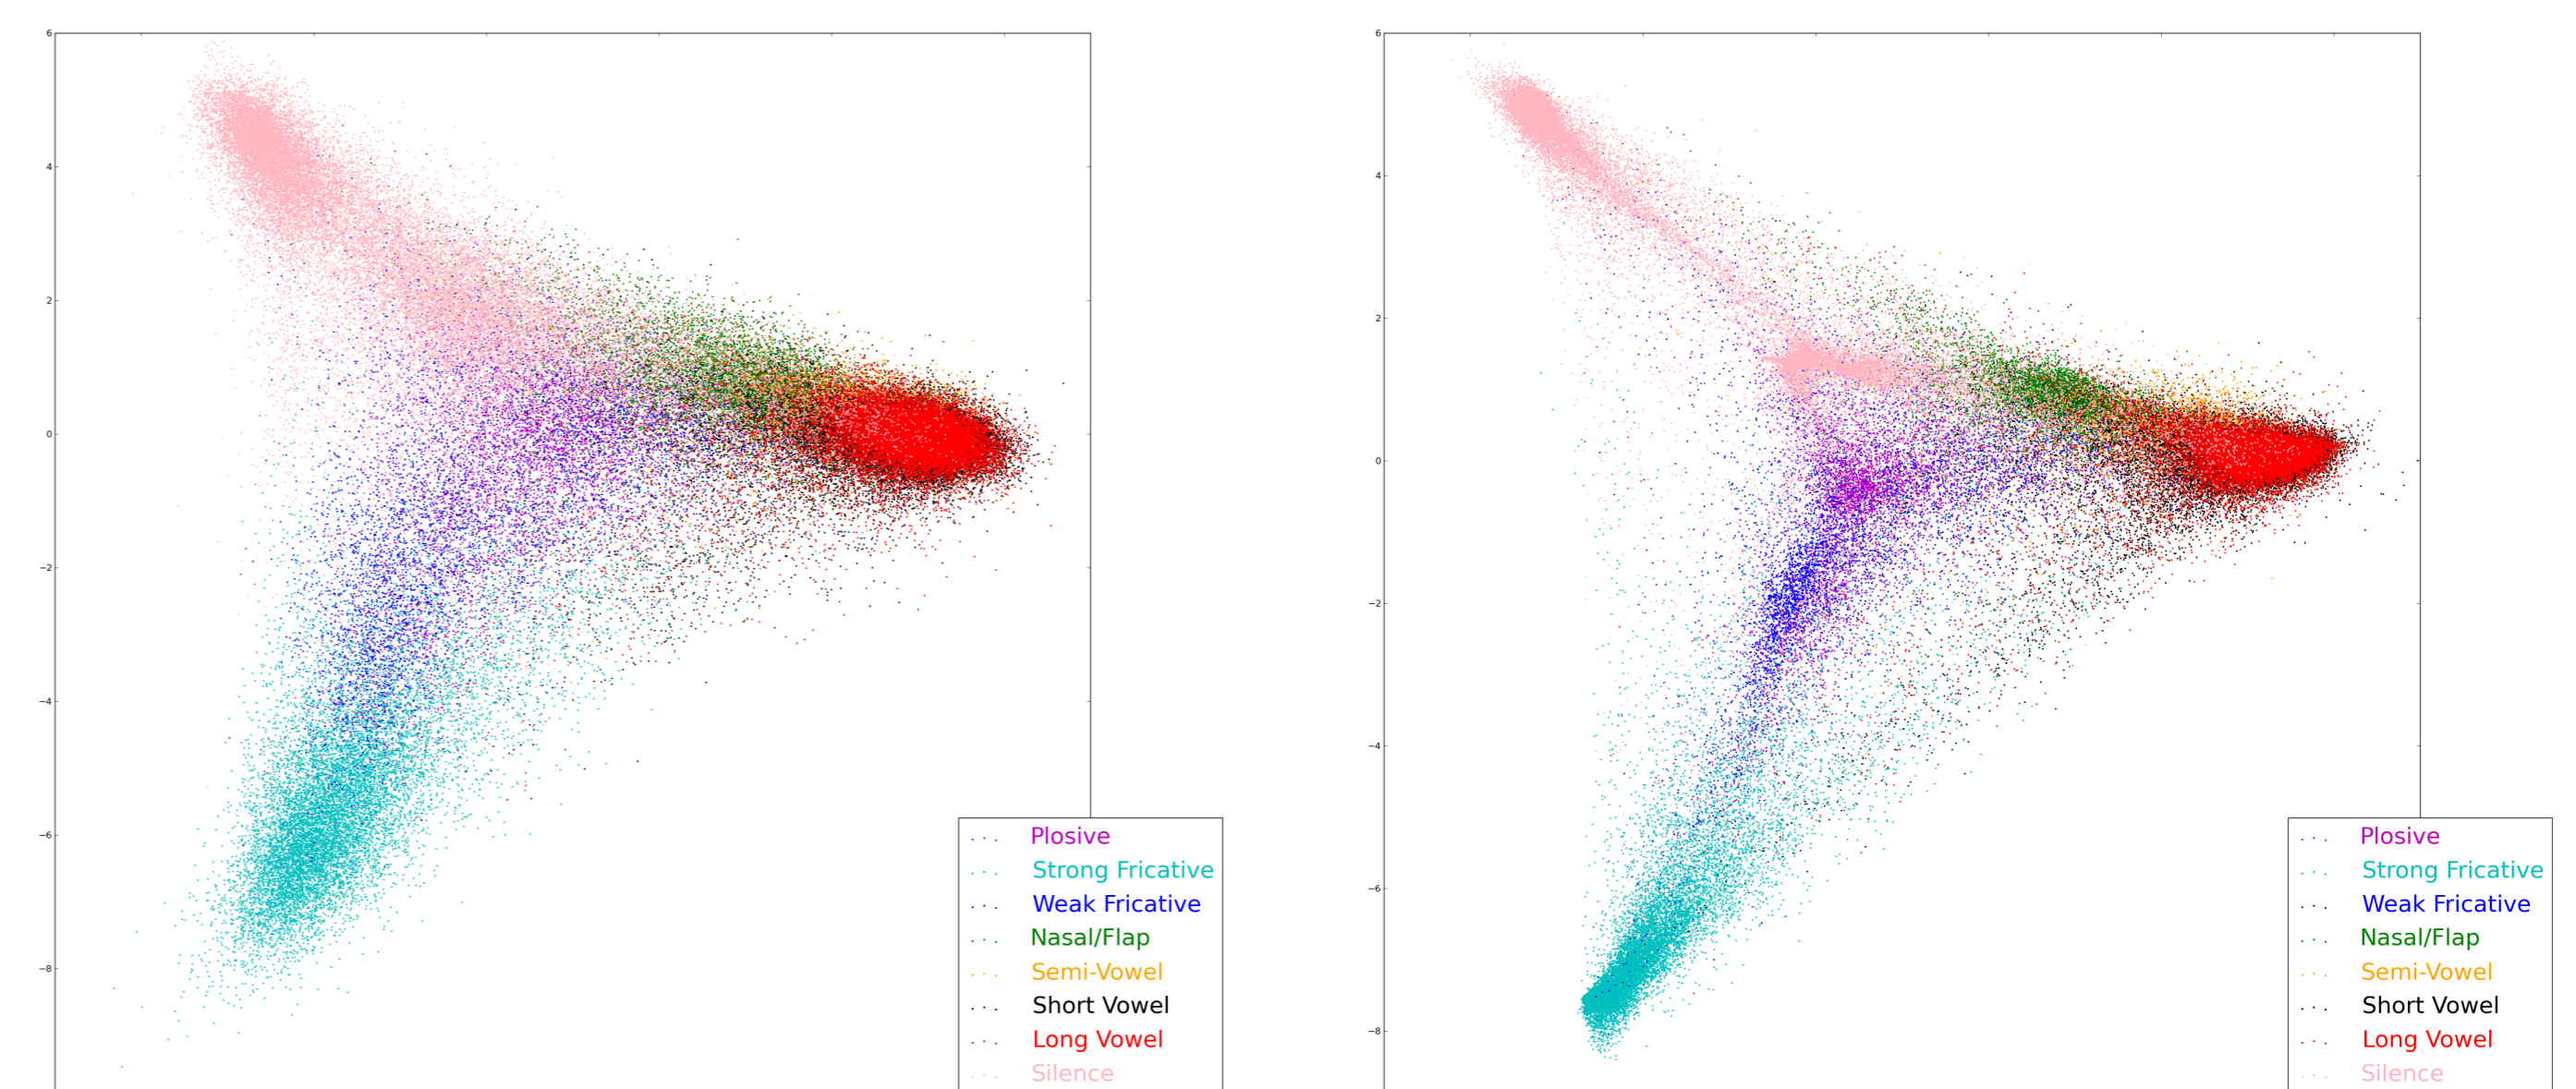 6
4
2
0
−2
−4
−6
−8
Plosive
Strong Fricative
Weak Fricative
Nasal/Flap
Semi-Vowel
Short Vowel
Long Vowel
Silence
6
4
2
0
−2
−4
−6
−8
Plosive
Strong Fricative
Weak Fricative
Nasal/Flap
Semi-Vowel
Short Vowel
Long Vowel
Silence